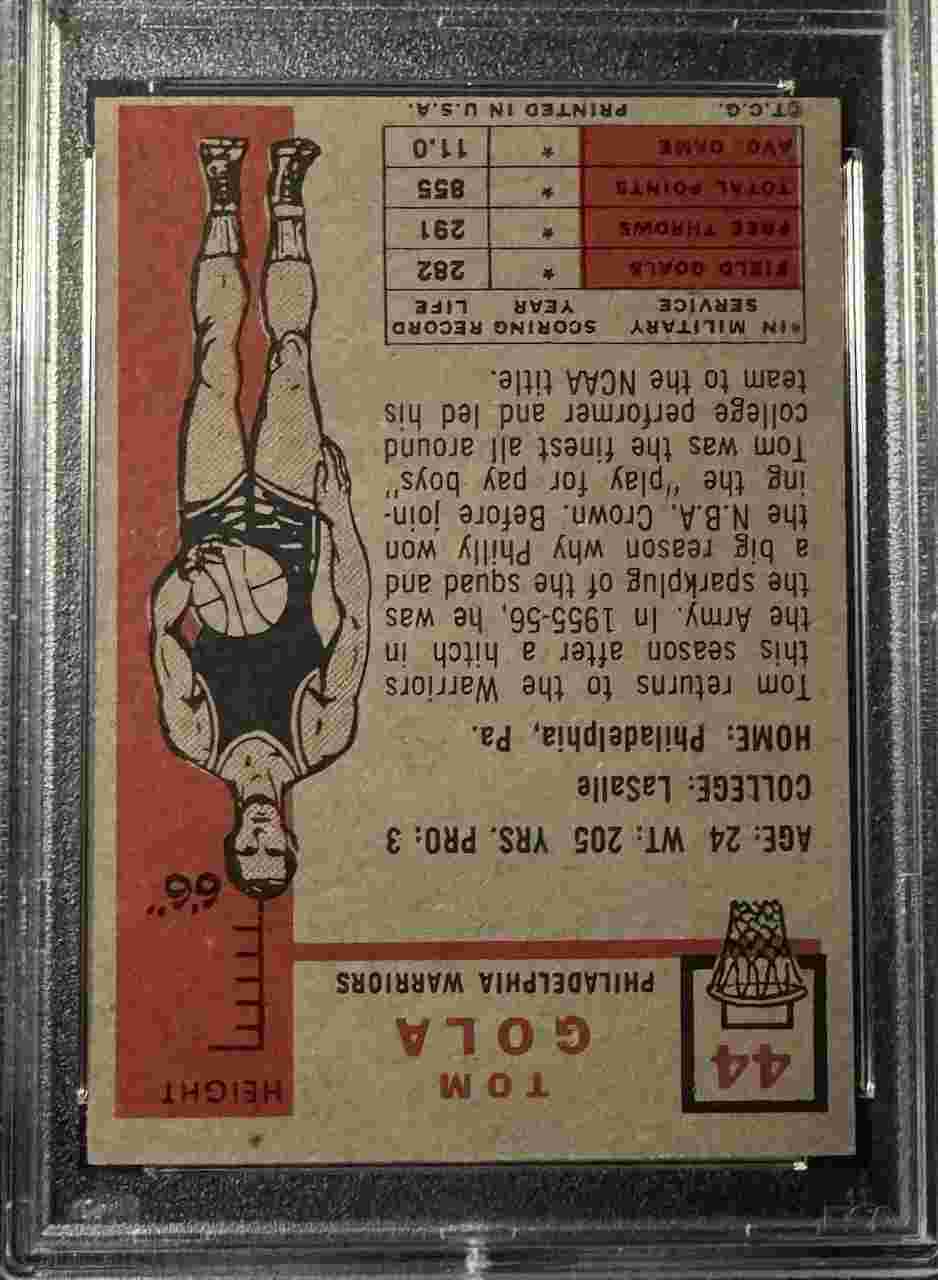 44
TOM
GOLA
PHILADELPHIA WARRIORS
HEIGHT
6'6"
AGE: 24 WT: 205 YRS. PRO: 3
COLLEGE: LaSalle
HOME: Philadelphia, Pa.
Tom returns to the Warriors
this season after a hitch in
the Army. In 1955-56, he was
the sparkplug of the squad and
a big reason why Philly won
the N.B.A. Crown. Before join-
ing the "play for pay boys"
Tom was the finest all around
college performer and led his
team to the NCAA title.
*IN MILITARY SERVICE SCORING RECORD YEAR LIFE
FIELD GOALS * 282
FREE THROWS * 291
TOTAL POINTS * 855
AVG. GAME * 11.0
©T.C.G. PRINTED IN U.S.A.